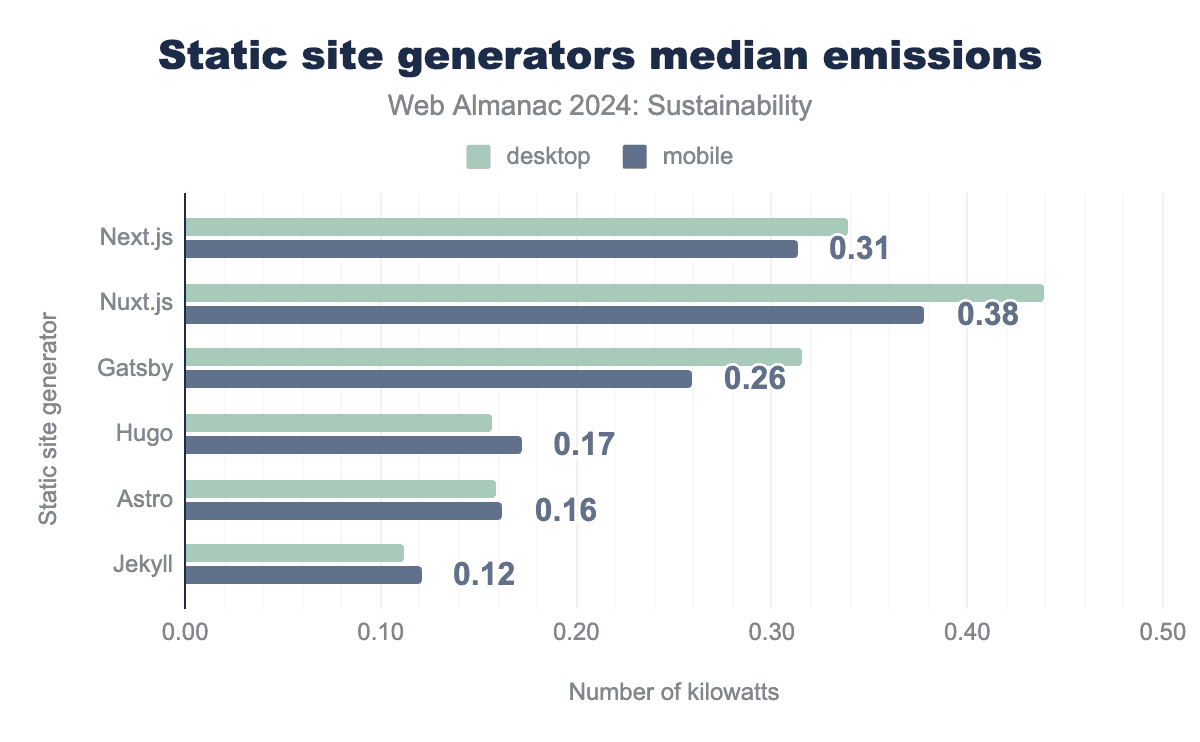 Static site generators median emissions
Web Almanac 2024: Sustainability
desktop mobile
Static site generator
Next.js 0.31
Nuxt.js 0.38
Gatsby 0.26
Hugo 0.17
Astro 0.16
Jekyll 0.12
0.00 0.10 0.20 0.30 0.40 0.50
Number of kilowatts